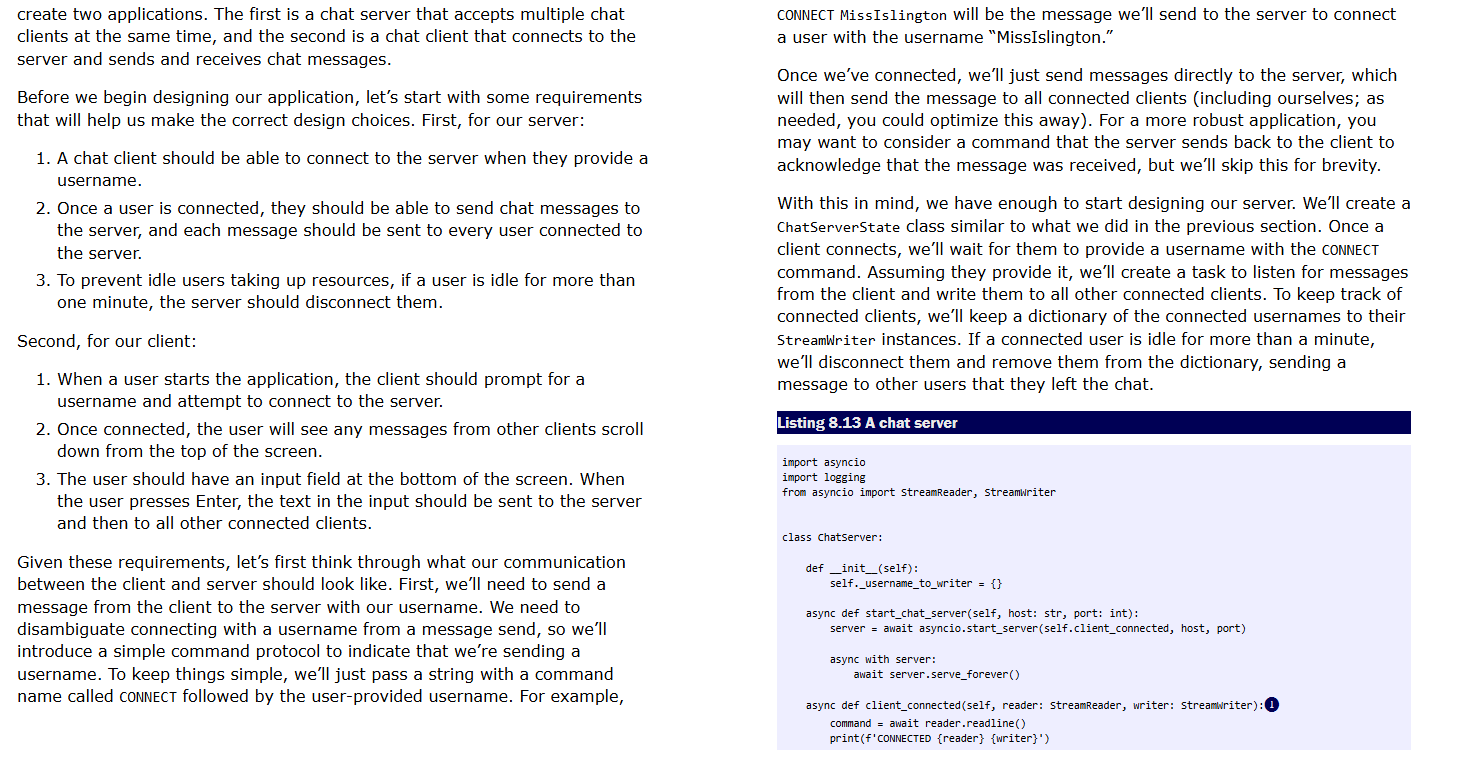 create two applications. The first is a chat server that accepts multiple chat
clients at the same time, and the second is a chat client that connects to the
server and sends and receives chat messages.
Before we begin designing our application, let’s start with some requirements
that will help us make the correct design choices. First, for our server:
1. A chat client should be able to connect to the server when they provide a
username.
2. Once a user is connected, they should be able to send chat messages to
the server, and each message should be sent to every user connected to
the server.
3. To prevent idle users taking up resources, if a user is idle for more than
one minute, the server should disconnect them.
Second, for our client:
1. When a user starts the application, the client should prompt for a
username and attempt to connect to the server.
2. Once connected, the user will see any messages from other clients scroll
down from the top of the screen.
3. The user should have an input field at the bottom of the screen. When
the user presses Enter, the text in the input should be sent to the server
and then to all other connected clients.
Given these requirements, let’s first think through what our communication
between the client and server should look like. First, we’ll need to send a
message from the client to the server with our username. We need to
disambiguate connecting with a username from a message send, so we’ll
introduce a simple command protocol to indicate that we’re sending a
username. To keep things simple, we’ll just pass a string with a command
name called CONNECT followed by the user-provided username. For example,
CONNECT MissIslington will be the message we’ll send to the server to connect
a user with the username “MissIslington.”
Once we’ve connected, we’ll just send messages directly to the server, which
will then send the message to all connected clients (including ourselves; as
needed, you could optimize this away). For a more robust application, you
may want to consider a command that the server sends back to the client to
acknowledge that the message was received, but we’ll skip this for brevity.
With this in mind, we have enough to start designing our server. We’ll create a
ChatServerState class similar to what we did in the previous section. Once a
client connects, we’ll wait for them to provide a username with the CONNECT
command. Assuming they provide it, we’ll create a task to listen for messages
from the client and write them to all other connected clients. To keep track of
connected clients, we’ll keep a dictionary of the connected usernames to their
StreamWriter instances. If a connected user is idle for more than a minute,
we’ll disconnect them and remove them from the dictionary, sending a
message to other users that they left the chat.
Listing 8.13 A chat server
import asyncio
import logging
from asyncio import StreamReader, StreamWriter
class ChatServer:
def __init__(self):
self._username_to_writer = {}
async def start_chat_server(self, host: str, port: int):
server = await asyncio.start_server(self.client_connected, host, port)
async with server:
await server.serve_forever()
async def client_connected(self, reader: StreamReader, writer: StreamWriter):❶
command = await reader.readline()
print(f'CONNECTED {reader} {writer}')